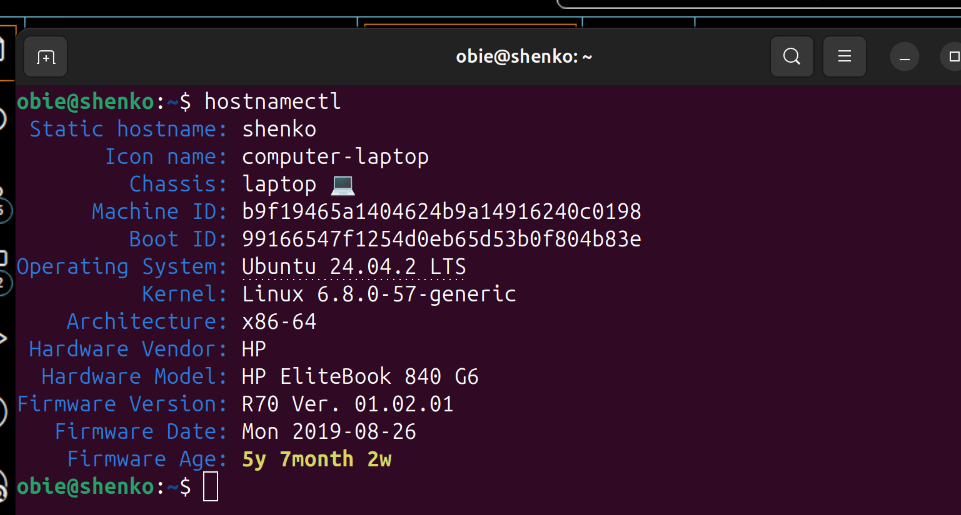 obie@shenko: ~
obie@shenko:~$ hostnamectl
Static hostname: shenko
Icon name: computer-laptop
Chassis: laptop 💻
Machine ID: b9f19465a1404624b9a14916240c0198
Boot ID: 99166547f1254d0eb65d53b0f804b83e
Operating System: Ubuntu 24.04.2 LTS
Kernel: Linux 6.8.0-57-generic
Architecture: x86-64
Hardware Vendor: HP
Hardware Model: HP EliteBook 840 G6
Firmware Version: R70 Ver. 01.02.01
Firmware Date: Mon 2019-08-26
Firmware Age: 5y 7month 2w
obie@shenko:~$